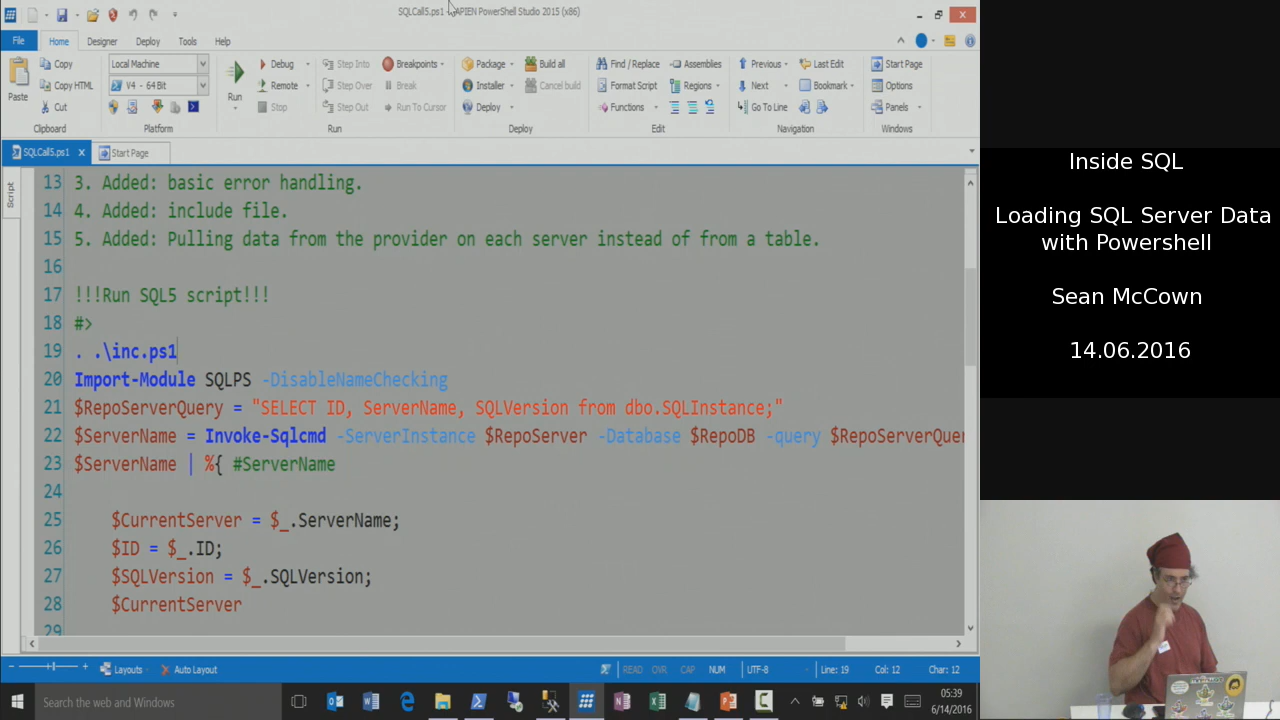 SQLCall5.ps1 - SAPIEN PowerShell Studio 2015 (x86)
File Home Designer Deploy Tools Help
Copy Local Machine Debug Step Into Breakpoints Package Build all Find / Replace Assemblies Previous Last Edit Start Page
Paste Copy HTML V4 - 64 Bit Run Remote Step Over Break Installer Cancel build Format Script Regions Next Bookmark Options
Cut Stop Step Out Run To Cursor Deploy Functions Go To Line Panels
Clipboard Platform Run Deploy Edit Navigation Windows
SQLCall5.ps1 Start Page
Script
13 3. Added: basic error handling.
14 4. Added: include file.
15 5. Added: Pulling data from the provider on each server instead of from a table.
16
17 !!!Run SQL5 script!!!
18 #>
19 . .\inc.ps1
20 Import-Module SQLPS -DisableNameChecking
21 $RepoServerQuery = "SELECT ID, ServerName, SQLVersion from dbo.SQLInstance;"
22 $ServerName = Invoke-Sqlcmd -ServerInstance $RepoServer -Database $RepoDB -query $RepoServerQuer
23 $ServerName | %{ #ServerName
24
25 $CurrentServer = $_.ServerName;
26 $ID = $_.ID;
27 $SQLVersion = $_.SQLVersion;
28 $CurrentServer
29
Layouts Auto Layout READ OVR CAP NUM UTF-8 Line: 19 Col: 12 Char: 12
Search the web and Windows
05:39
6/14/2016
Inside SQL
Loading SQL Server Data
with Powershell
Sean McCown
14.06.2016